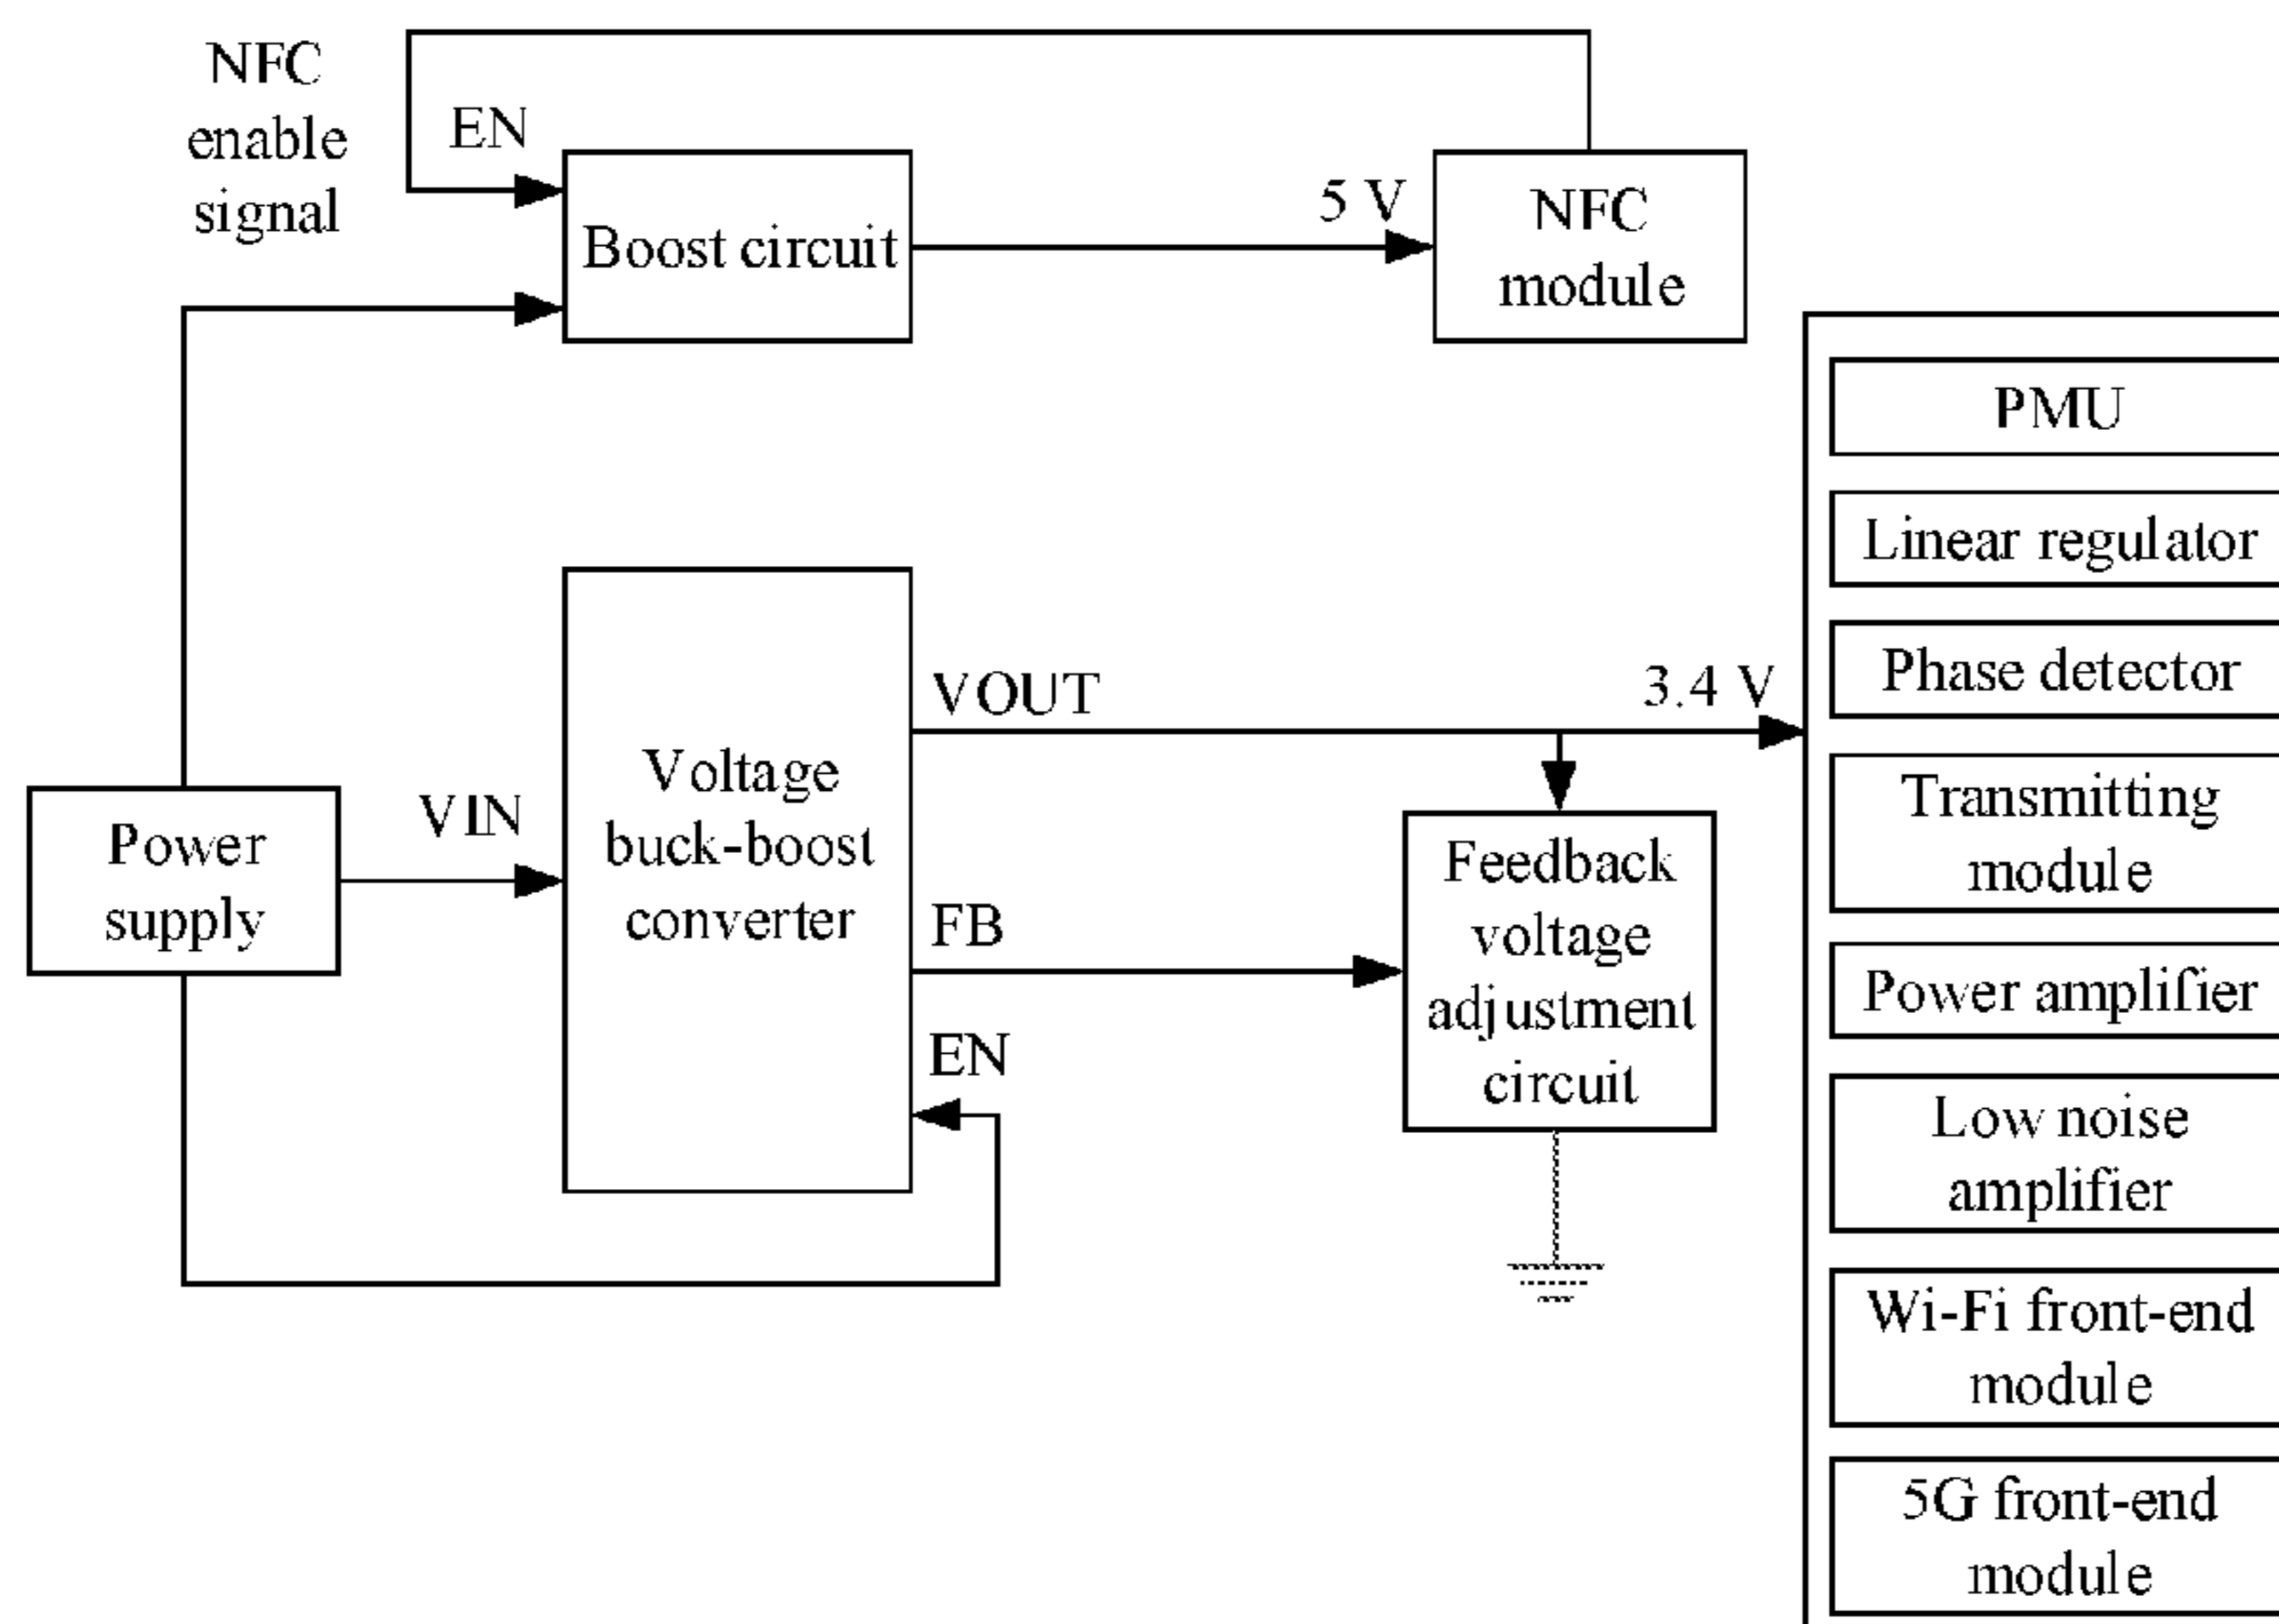 NFC
enable
signal
EN
Boost circuit
5 V
NFC
module
Power
supply
VIN
Voltage
buck-boost
converter
VOUT
FB
EN
3.4 V
Feedback
voltage
adjustment
circuit
PMU
Linear regulator
Phase detector
Transmitting
module
Power amplifier
Low noise
amplifier
Wi-Fi front-end
module
5G front-end
module